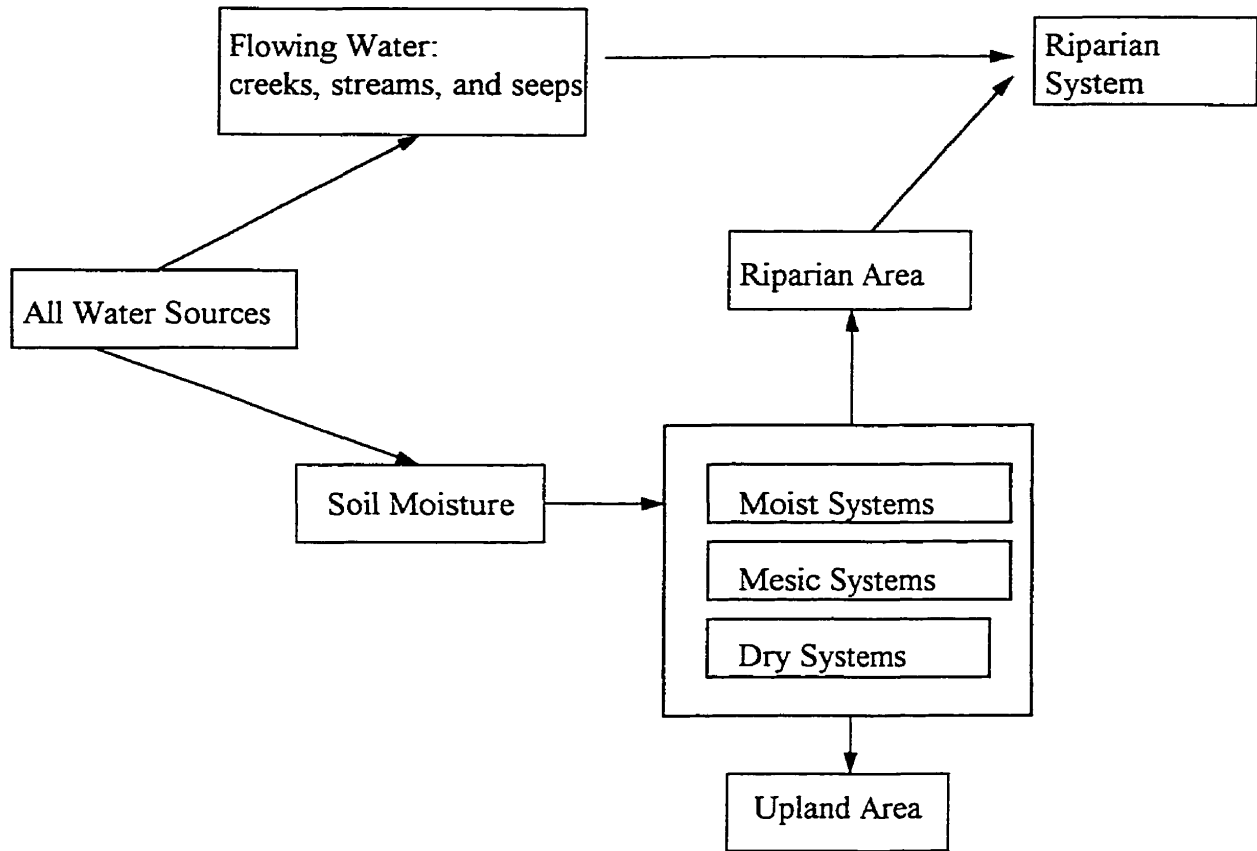 Flowing Water:
creeks, streams, and seeps
Riparian
System
Riparian Area
All Water Sources
Soil Moisture
Moist Systems
Mesic Systems
Dry Systems
Upland Area